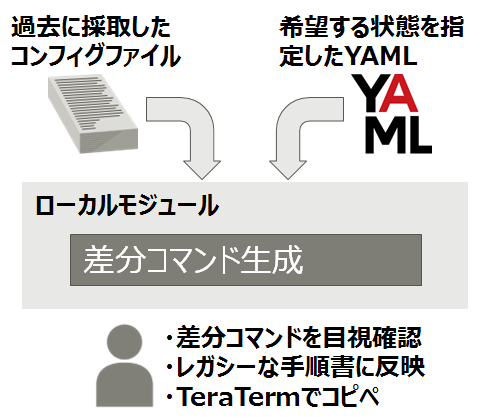 過去に採取した
コンフィグファイル
希望する状態を指
定したYAML
YA
ML
ローカルモジュール
差分コマンド生成
・差分コマンドを目視確認
・レガシーな手順書に反映
・TeraTermでコピペ